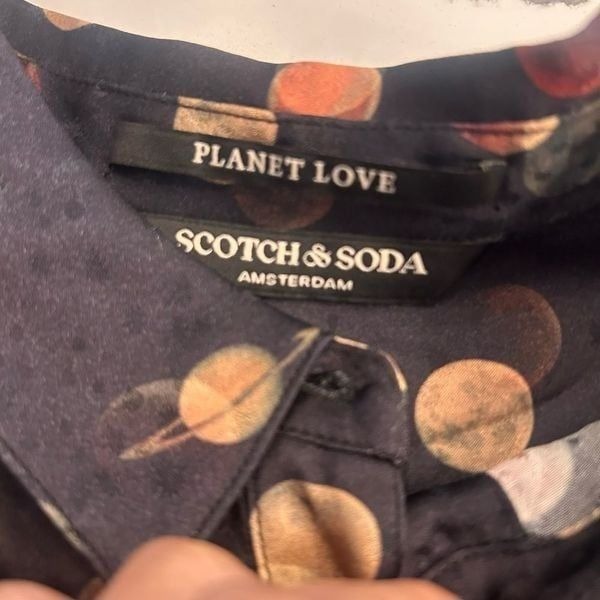 PLANET LOVE
SCOTCH & SODA
AMSTERDAM